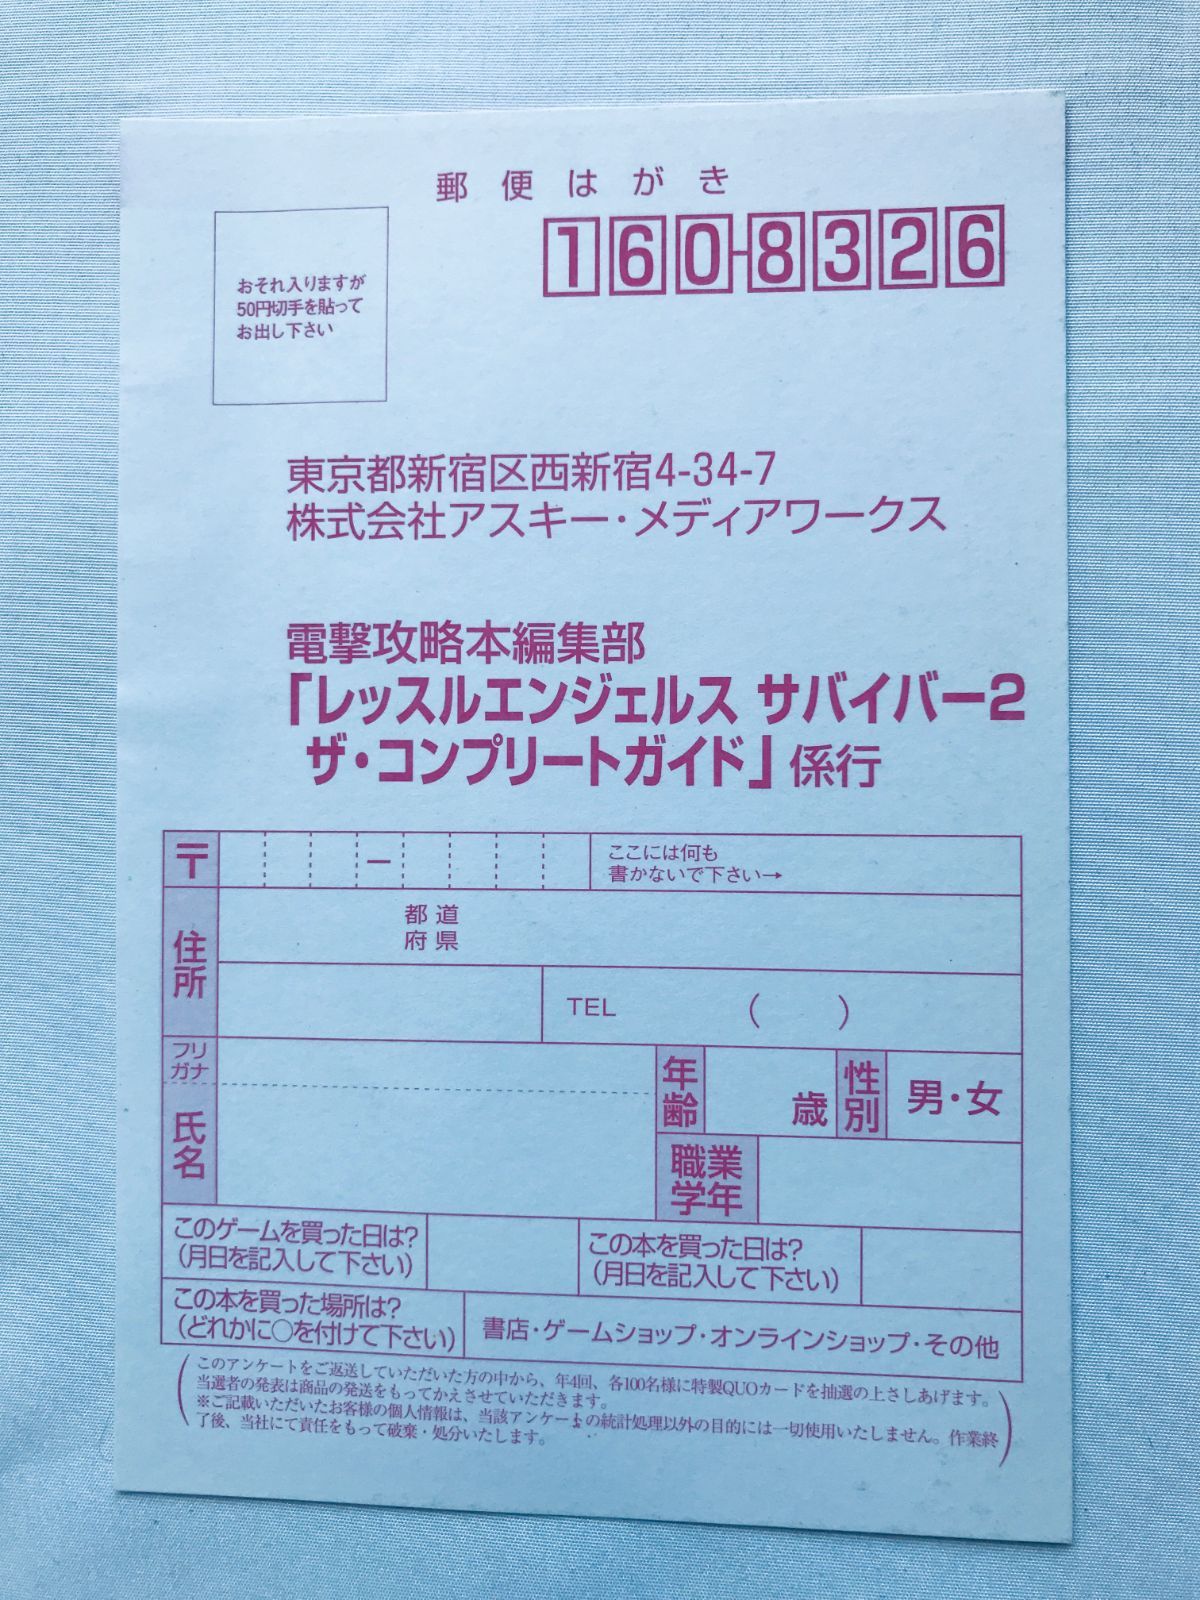 郵便はがき
160-8326
おそれ入りますが
50円切手を貼って
お出し下さい
東京都新宿区西新宿4-34-7
株式会社アスキー・メディアワークス
電撃攻略本編集部
「レッスルエンジェルス サバイバー2
ザ・コンプリートガイド」係行
〒 －
ここには何も
書かないで下さい→
住所
都道
府県
TEL （　）
フリ
ガナ
氏名
年齢
歳
性別
男・女
職業
学年
このゲームを買った日は?
（月日を記入して下さい）
この本を買った日は?
（月日を記入して下さい）
この本を買った場所は?
（どれかに○を付けて下さい）
書店・ゲームショップ・オンラインショップ・その他
このアンケートをご返送していただいた方の中から、年4回、各100名様に特製QUOカードを抽選の上さしあげます。
当選者の発表は商品の発送をもってかえさせていただきます。
※ご記載いただいたお客様の個人情報は、当該アンケートの統計処理以外の目的には一切使用いたしません。作業終
了後、当社にて責任をもって破棄・処分いたします。